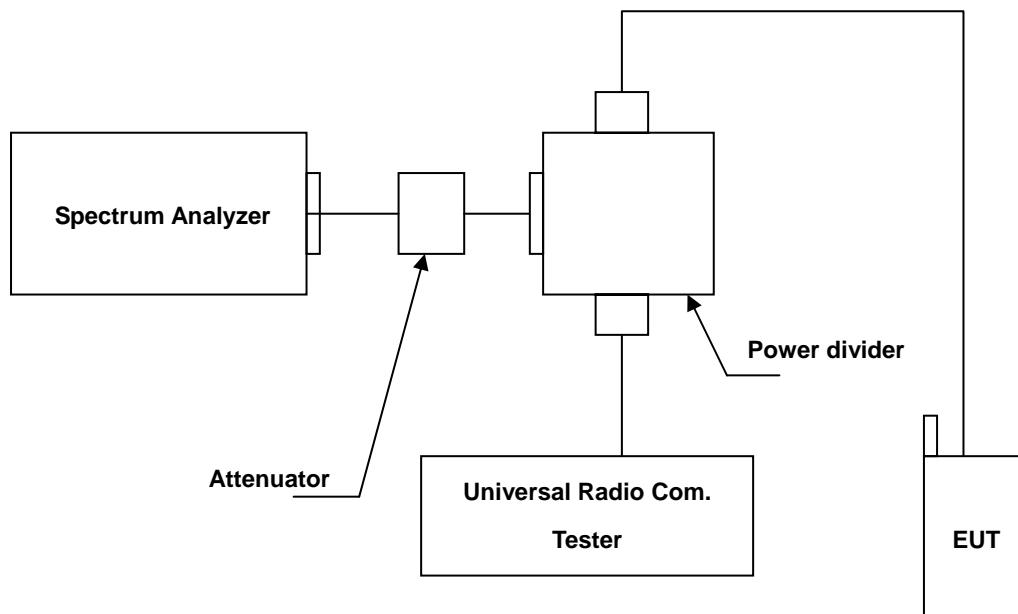 Spectrum Analyzer
Power divider
Attenuator
Universal Radio Com.
Tester
EUT